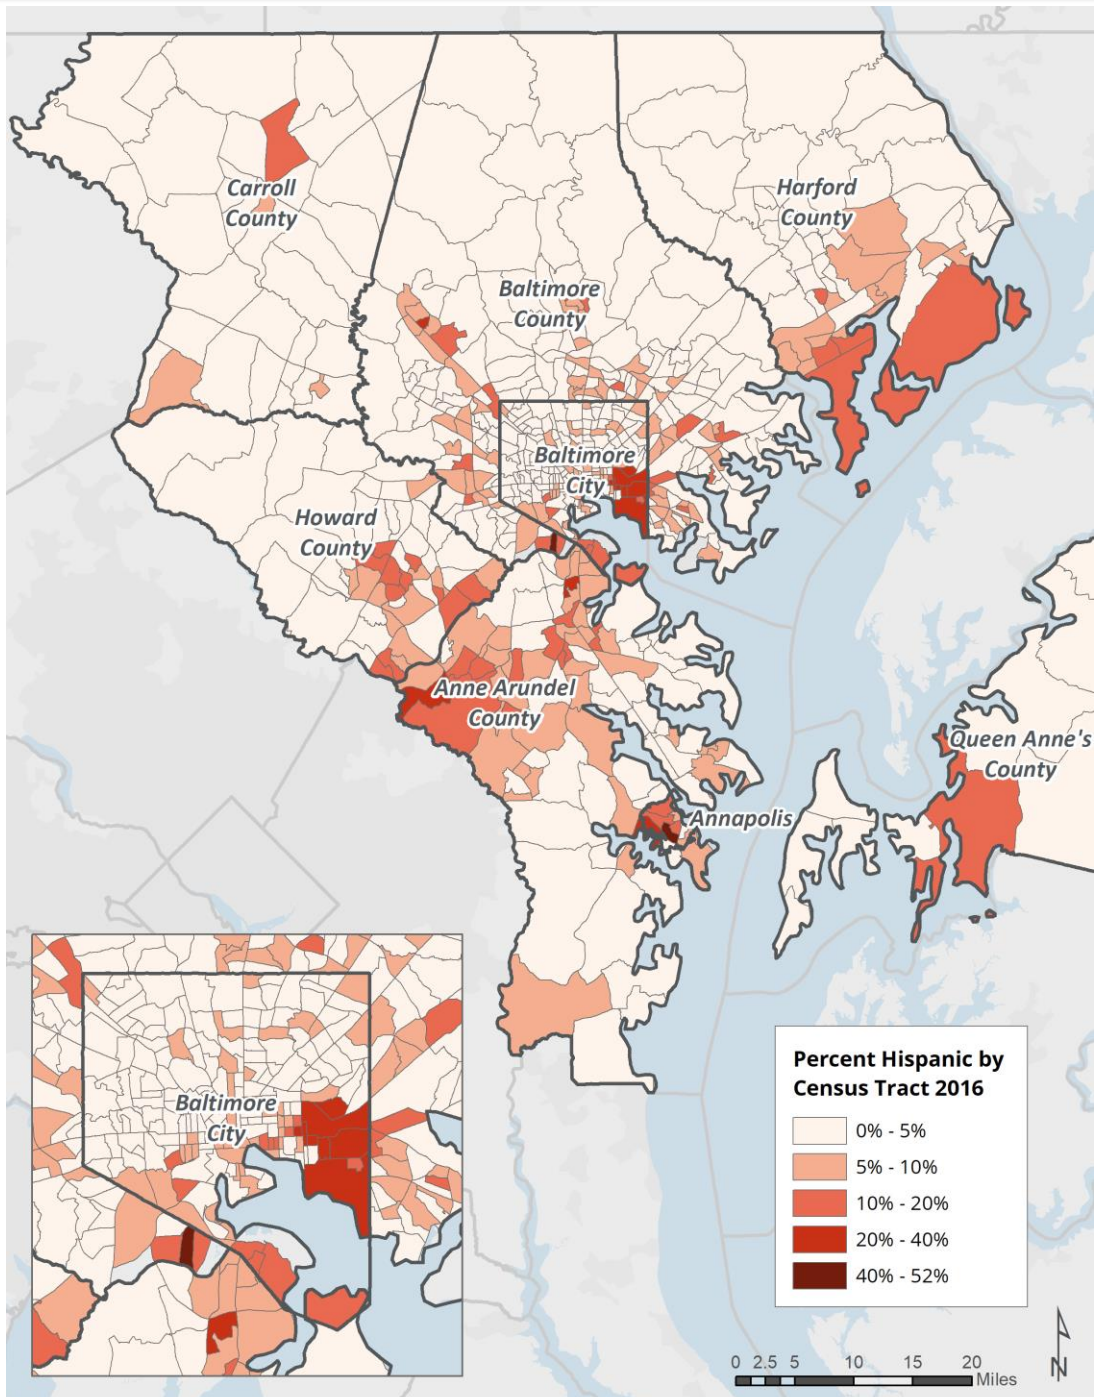 Carroll
County
Harford
County
Baltimore
County
Baltimore
City
Howard
County
Anne Arundel
County
Queen Anne's
County
Annapolis
Baltimore
City
Percent Hispanic by
Census Tract 2016
0% - 5%
5% - 10%
10% - 20%
20% - 40%
40% - 52%
0 2.5 5 10 15 20
Miles
N